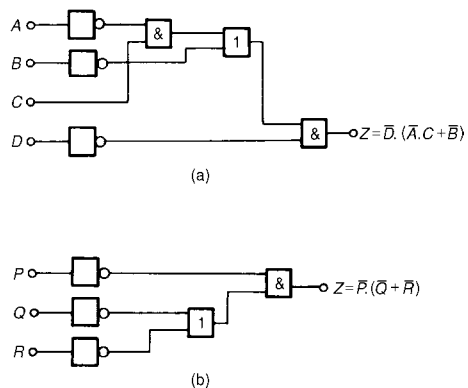 A
&
1
B
C
D
&
Z = D̅. (A̅.C + B̅)
(a)
P
&
Z = P̅.(Q̅ + R̅)
Q
1
R
(b)